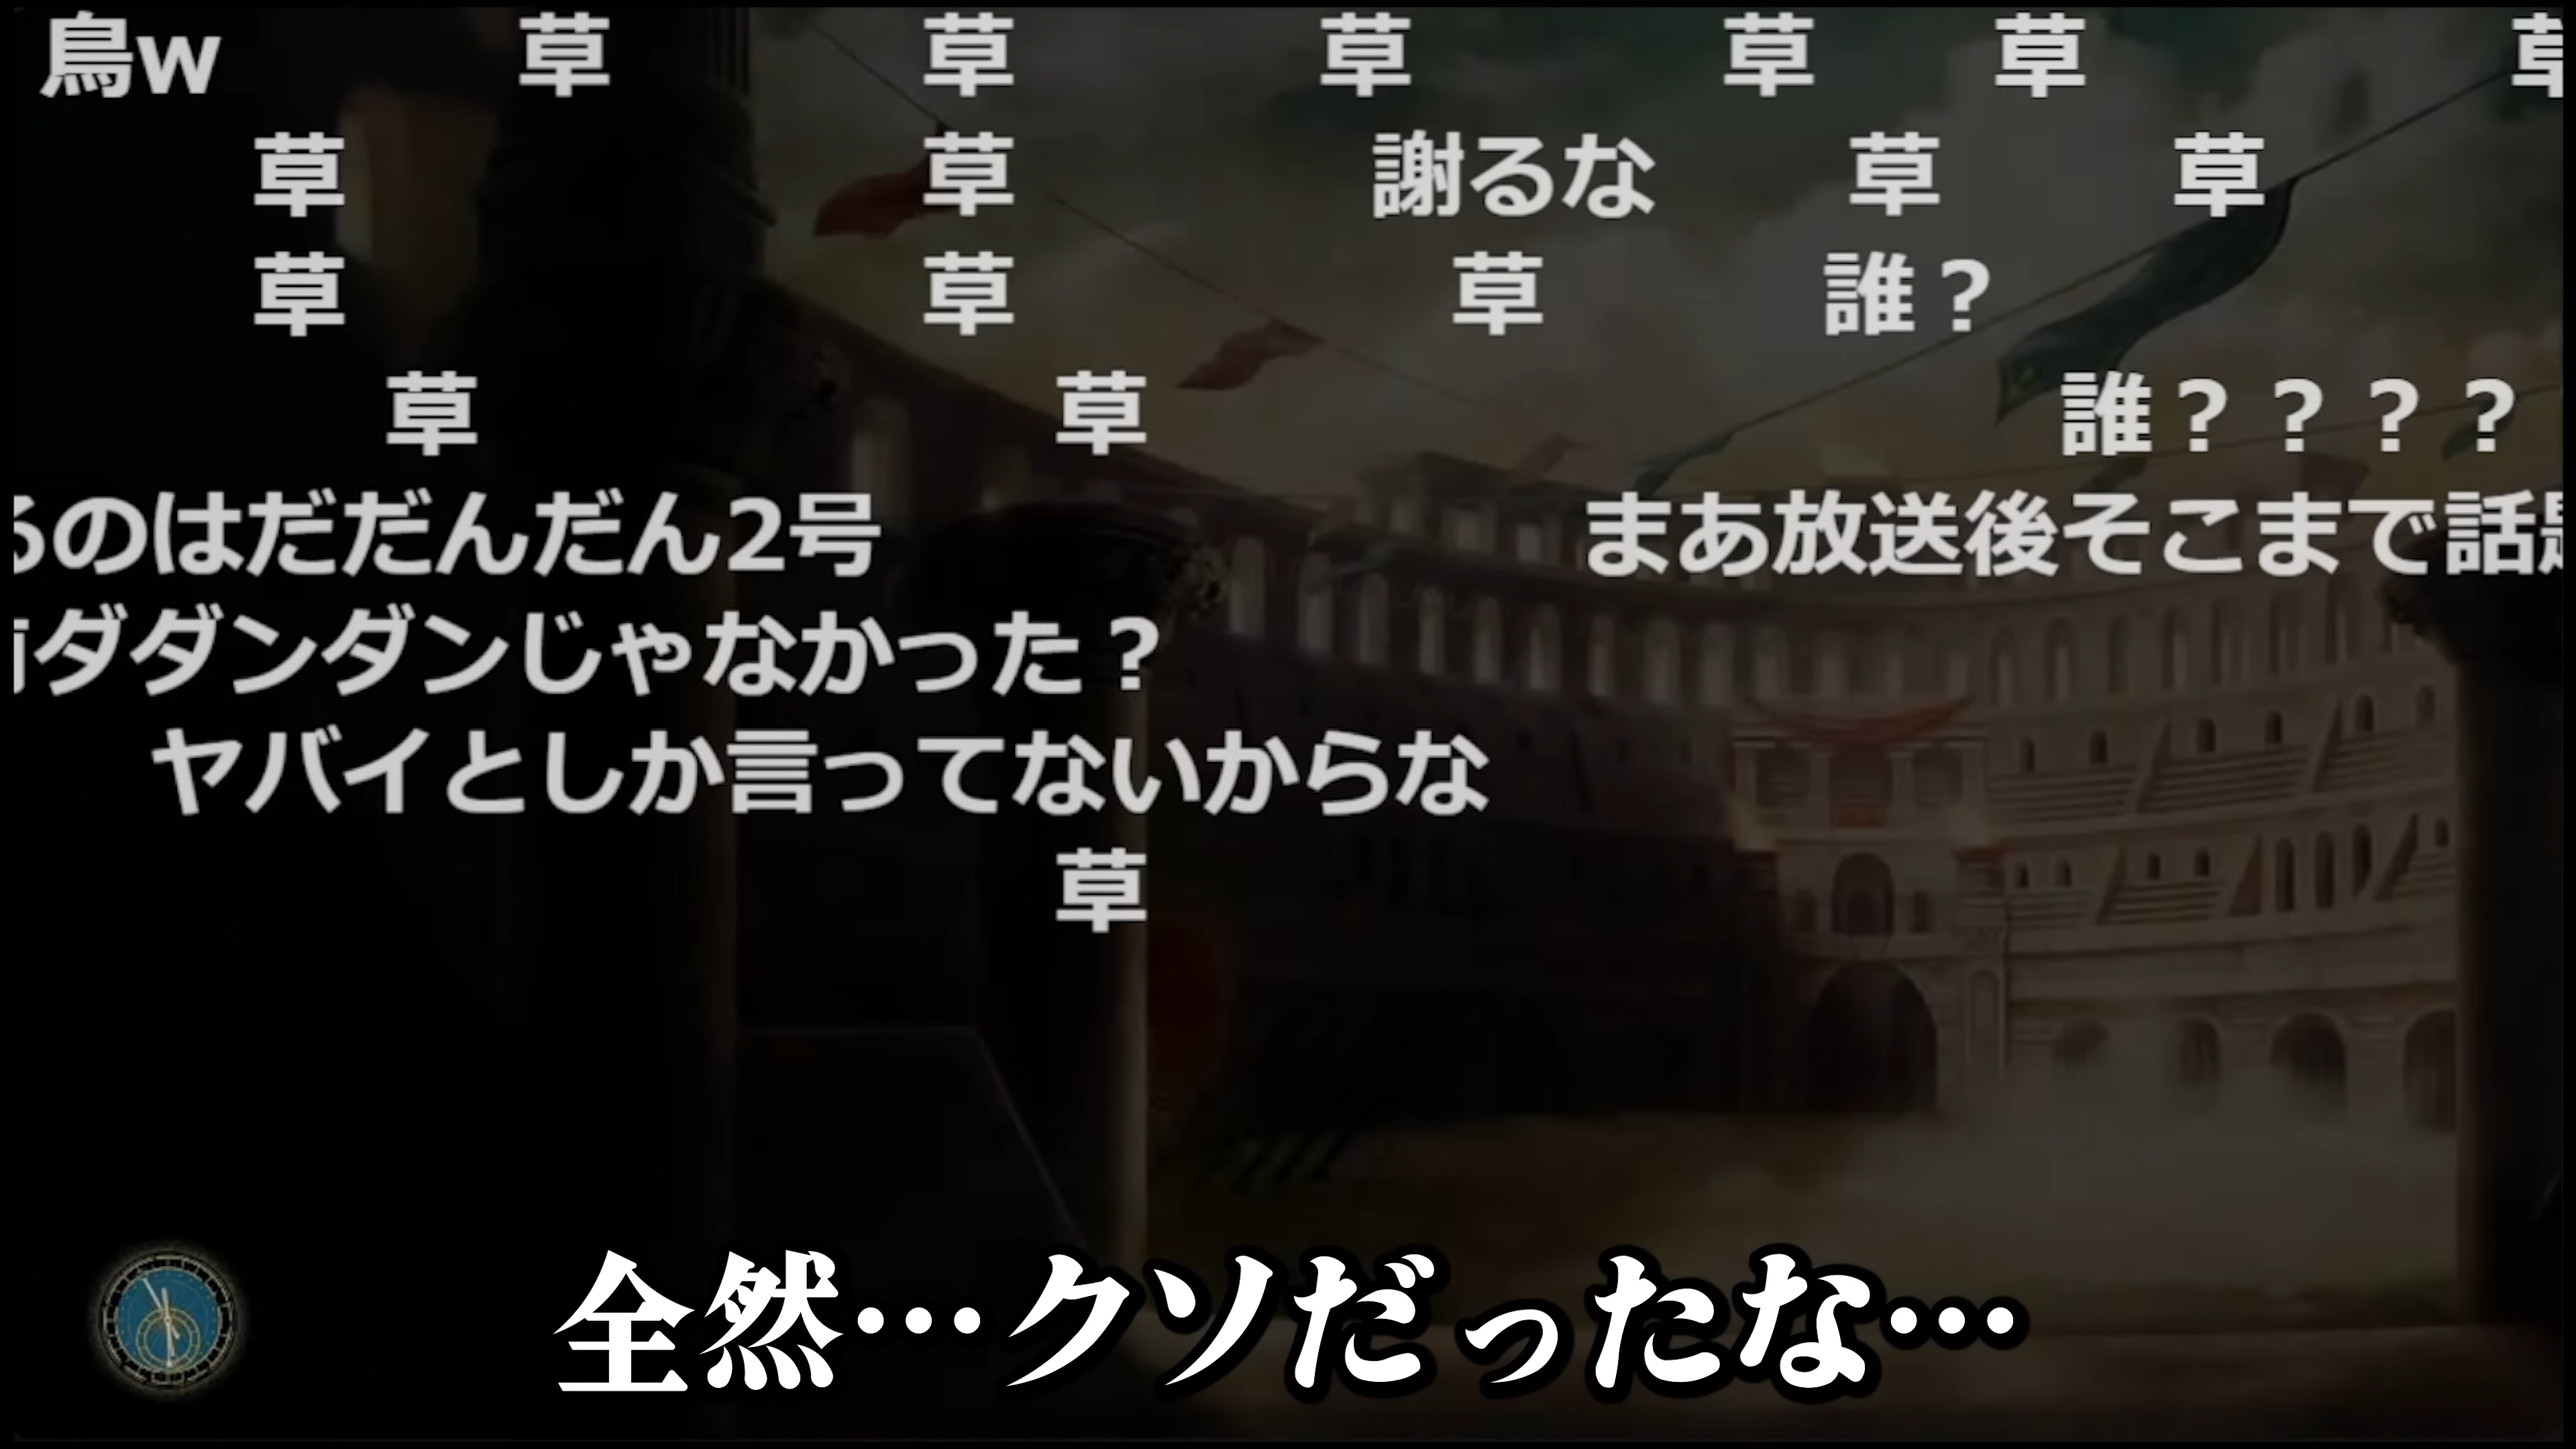 鳥w 草 草 草 草 草 草
草 草 謝るな 草 草
草 草 草 誰？
草 草 誰？？？？
るのはだだんだん2号 まあ放送後そこまで話題
ダダンダンじゃなかった？
ヤバイとしか言ってないからな
草
全然…クソだったな…